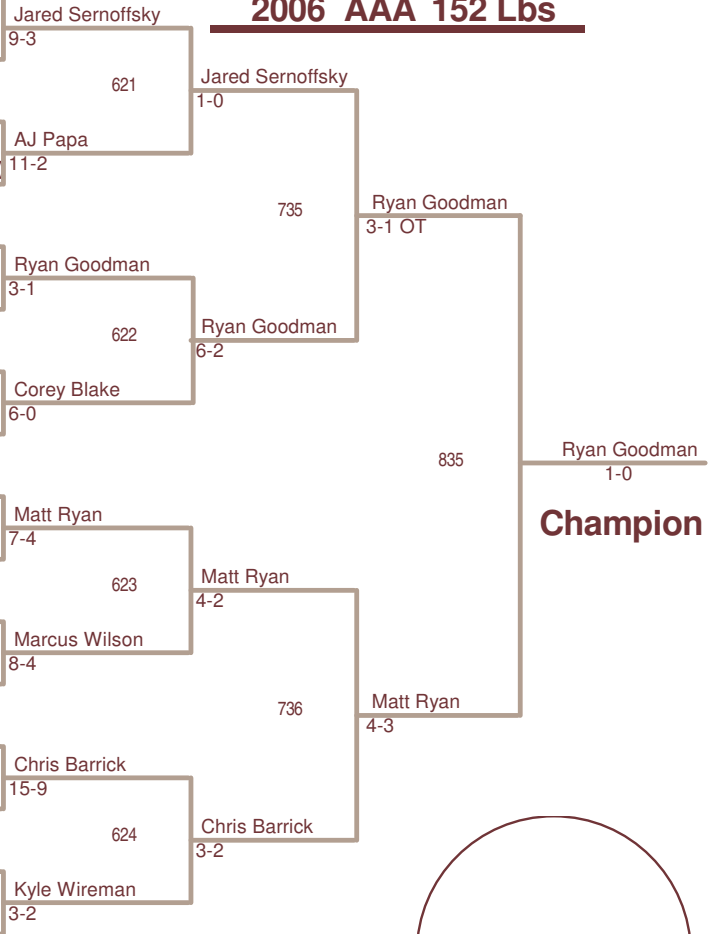 2006 AAA 152 Lbs
Jared Sernoffsky
9-3
621
Jared Sernoffsky
1-0
AJ Papa
11-2
735
Ryan Goodman
3-1 OT
Ryan Goodman
3-1
622
Ryan Goodman
6-2
Corey Blake
6-0
835
Ryan Goodman
1-0
Champion
Matt Ryan
7-4
623
Matt Ryan
4-2
Marcus Wilson
8-4
736
Matt Ryan
4-3
Chris Barrick
15-9
624
Chris Barrick
3-2
Kyle Wireman
3-2